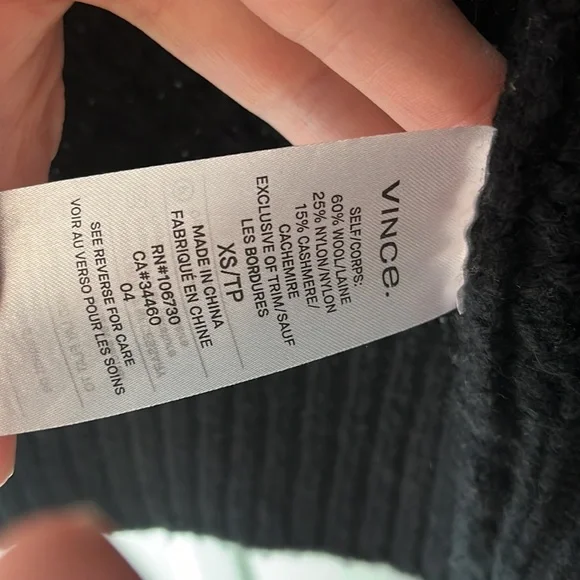 VINCE.
SELF/CORPS:
60% WOOL/LAINE
25% NYLON/NYLON
15% CASHMERE/
CACHEMIRE
EXCLUSIVE OF TRIM/SAUF
LES BORDURES
XS/TP
MADE IN CHINA
FABRIQUÉ EN CHINE
RN#106730
CA#34460
04
SEE REVERSE FOR CARE
VOIR AU VERSO POUR LES SOINS